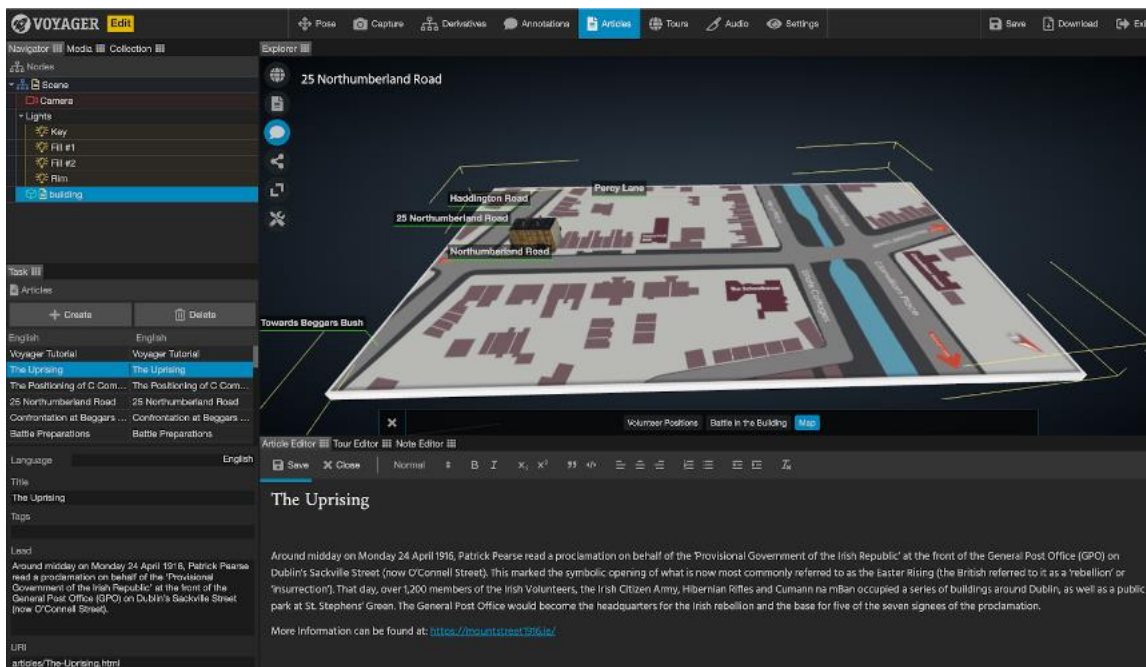 VOYAGER Edit
Pose Capture Derivatives Annotations Articles Tours Audio Settings
Save Download Exi
Navigator Media Collection
Nodes
Scene
Camera
Lights
Key
Fill #1
Fill #2
Rim
building
Task
Articles
Create Delete
English English
Voyager Tutorial Voyager Tutorial
The Uprising The Uprising
The Positioning of C Com... The Positioning of C Com...
25 Northumberland Road 25 Northumberland Road
Confrontation at Beggars ... Confrontation at Beggars ...
Battle Preparations Battle Preparations
Language English
Title
The Uprising
Tags
Lead
Around midday on Monday 24 April 1916, Patrick Pearse
read a proclamation on behalf of the 'Provisional
Government of the Irish Republic' at the front of the
General Post Office (GPO) on Dublin's Sackville Street
(now O'Connell Street).
URI
articles/The-Uprising.html
Explorer
25 Northumberland Road
Percy Lane
Haddington Road
25 Northumberland Road
Northumberland Road
The Schoolhouse
Clanwilliam Place
Towards Beggars Bush
Volunteer Positions Battle in the Building Map
Article Editor Tour Editor Note Editor
Save Close Normal
The Uprising
Around midday on Monday 24 April 1916, Patrick Pearse read a proclamation on behalf of the 'Provisional Government of the Irish Republic' at the front of the General Post Office (GPO) on
Dublin's Sackville Street (now O'Connell Street). This marked the symbolic opening of what is now most commonly referred to as the Easter Rising (the British referred to it as a 'rebellion' or
'insurrection'). That day, over 1,200 members of the Irish Volunteers, the Irish Citizen Army, Hibernian Rifles and Cumann na mBan occupied a series of buildings around Dublin, as well as a public
park at St. Stephens' Green. The General Post Office would become the headquarters for the Irish rebellion and the base for five of the seven signees of the proclamation.
More Information can be found at: https://mountstreet1916.ie/